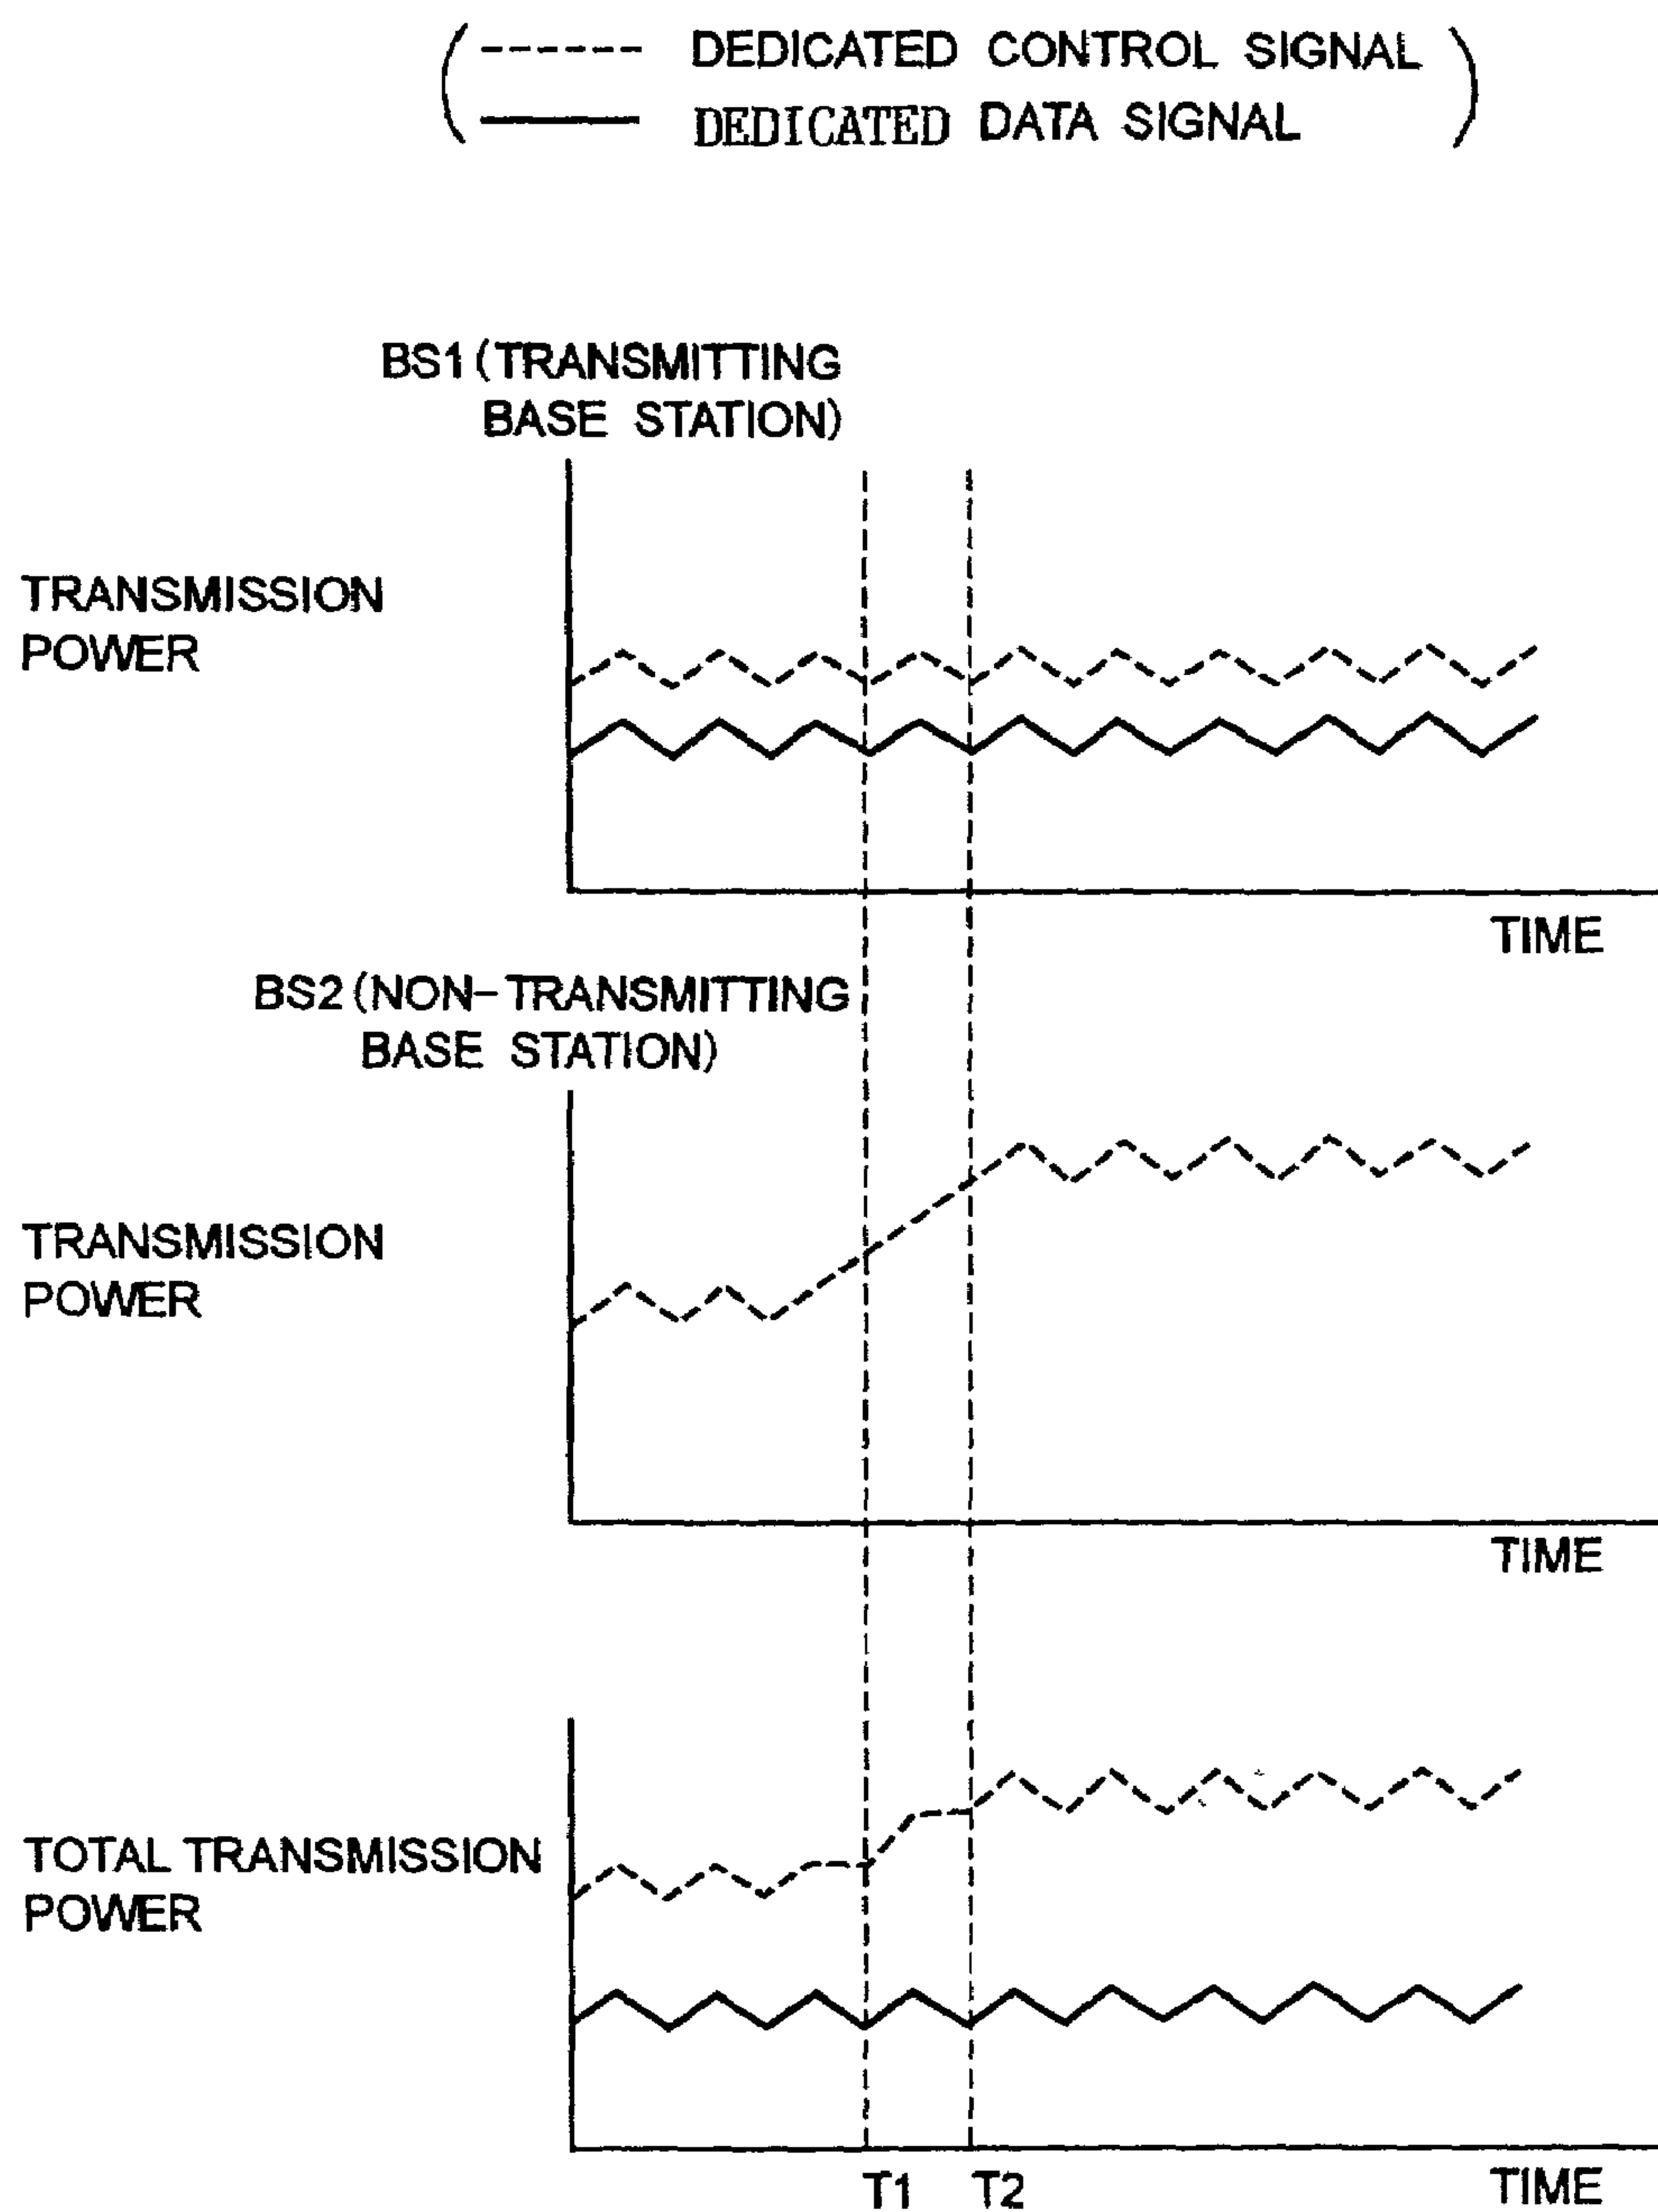 DEDICATED CONTROL SIGNAL
DEDICATED DATA SIGNAL
BS1 (TRANSMITTING
BASE STATION)
TRANSMISSION
POWER
TIME
BS2 (NON-TRANSMITTING
BASE STATION)
TRANSMISSION
POWER
TIME
TOTAL TRANSMISSION
POWER
T1 T2 TIME